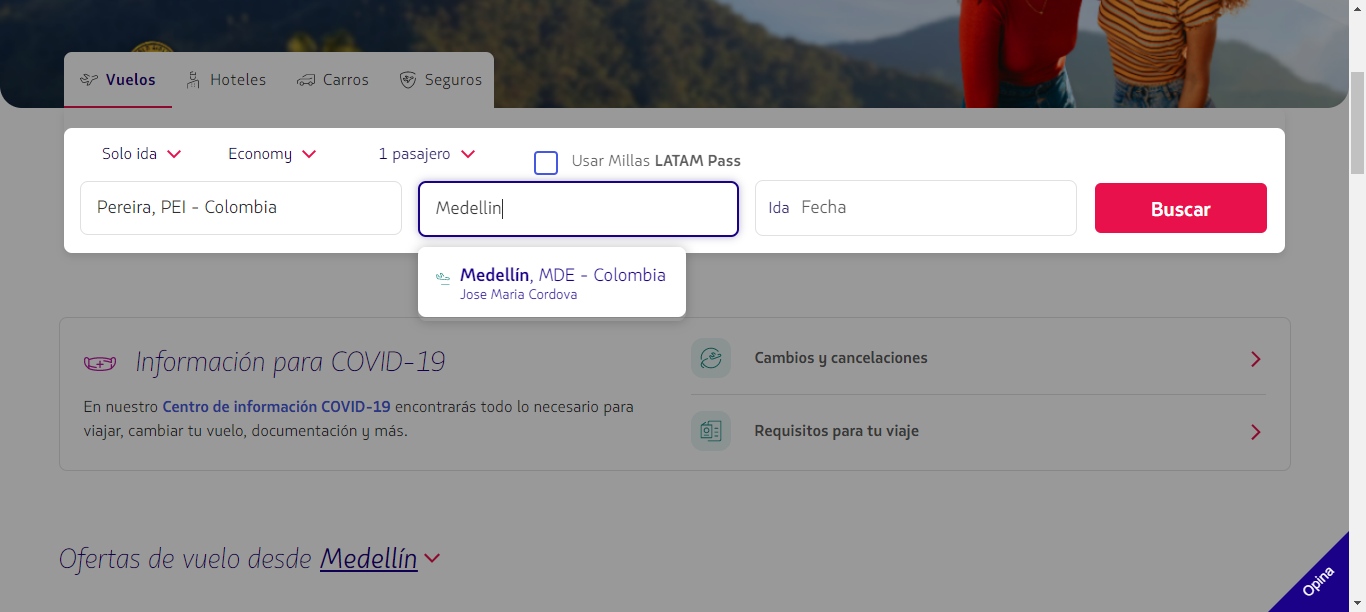 Vuelos Hoteles Carros Seguros
Solo ida Economy 1 pasajero Usar Millas LATAM Pass
Pereira, PEI - Colombia Medellin Ida Fecha Buscar
Medellín, MDE - Colombia
Jose Maria Cordova
Información para COVID-19
En nuestro Centro de información COVID-19 encontrarás todo lo necesario para
viajar, cambiar tu vuelo, documentación y más.
Cambios y cancelaciones
Requisitos para tu viaje
Ofertas de vuelo desde Medellín
Opina